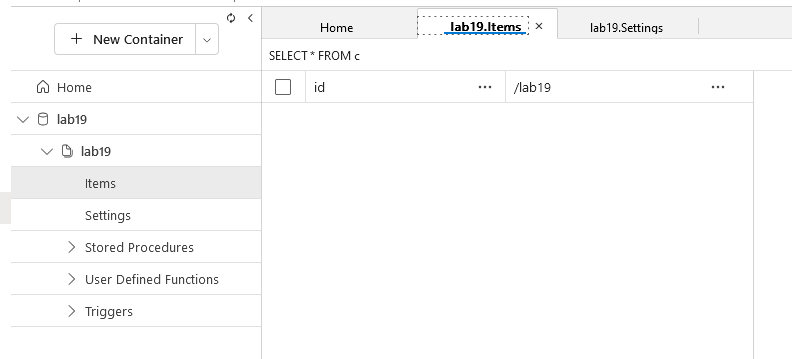 New Container
Home
lab19
lab19
Items
Settings
Stored Procedures
User Defined Functions
Triggers
Home
lab19.Items
lab19.Settings
SELECT * FROM c
id
/lab19